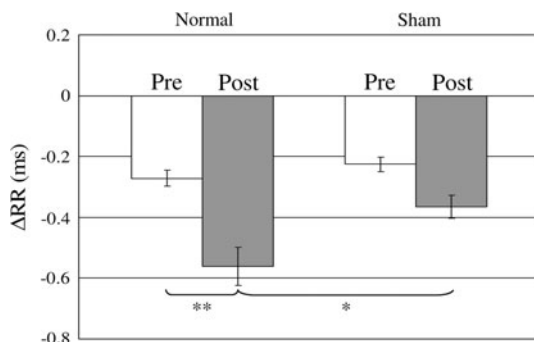 Normal Sham
0.2
Pre Post Pre Post
0
-0.2
ΔRR (ms)
-0.4
-0.6
** *
-0.8